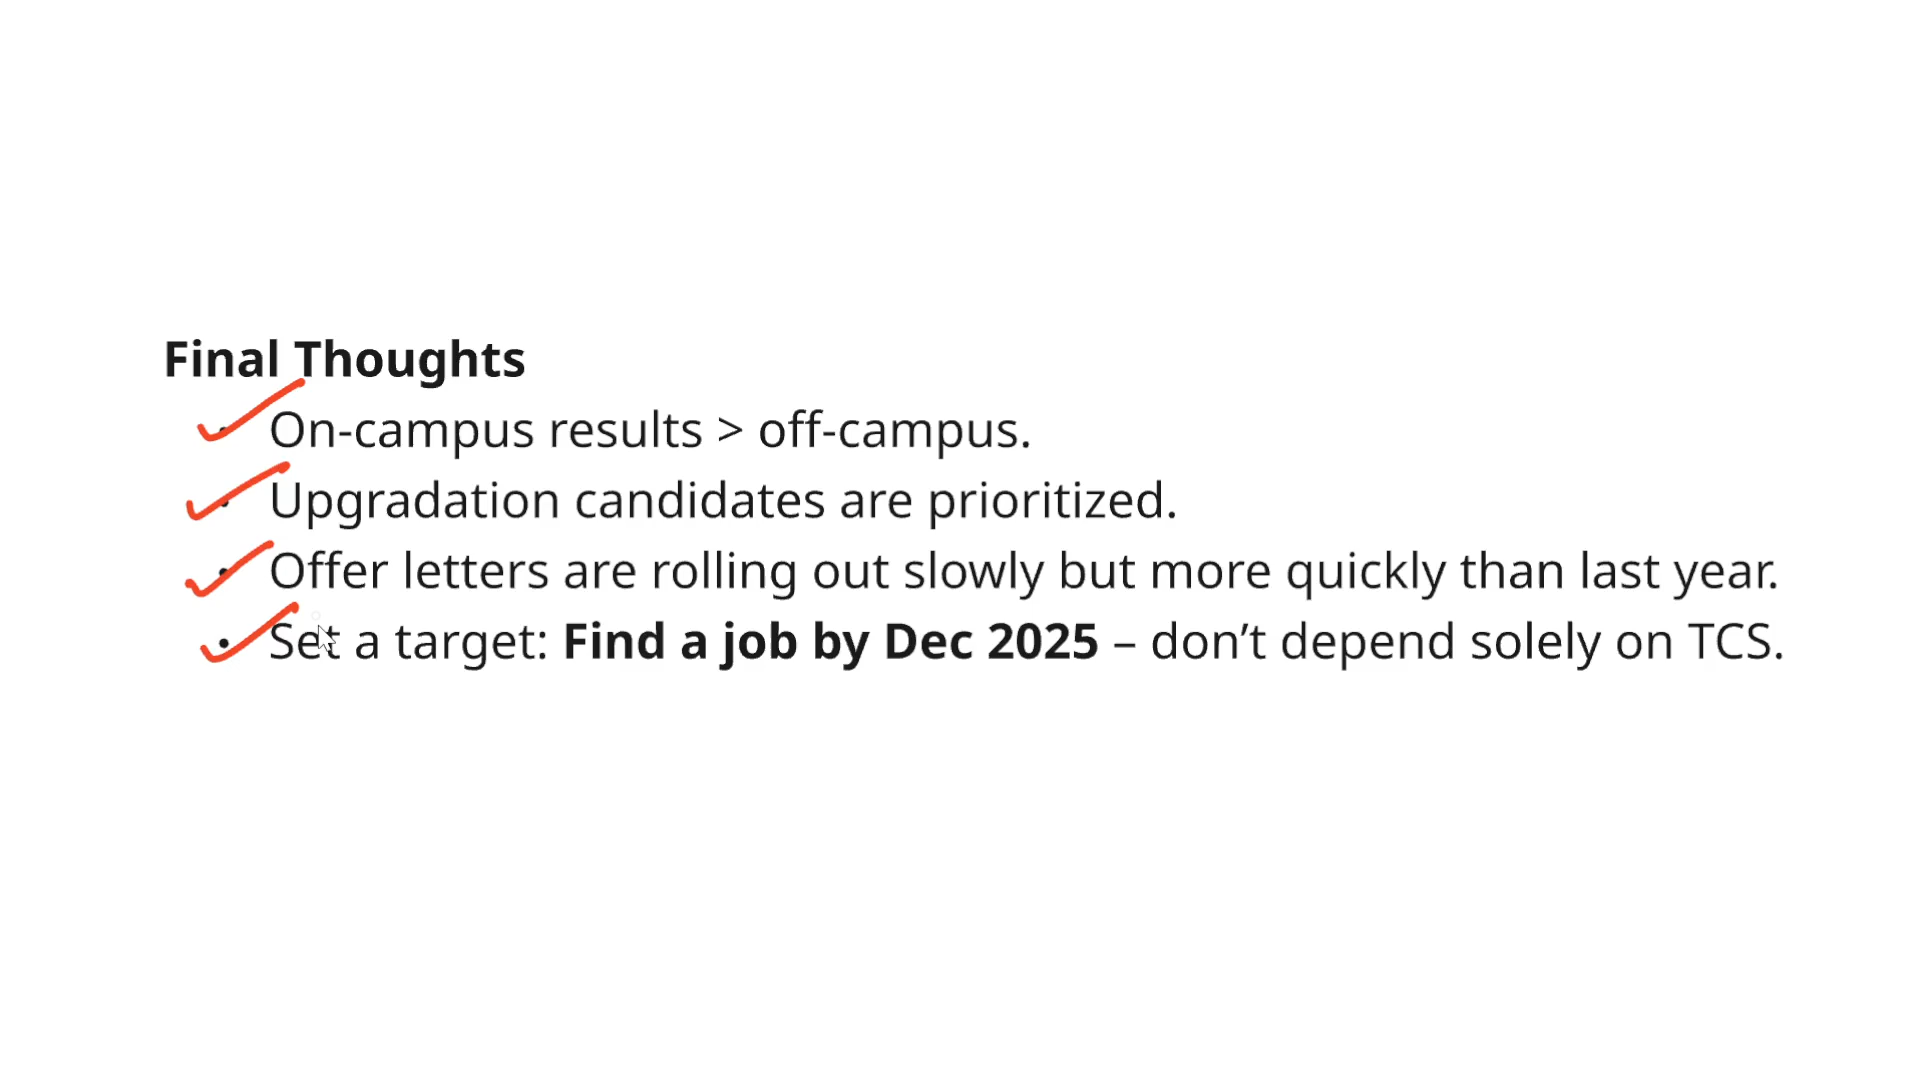 Final Thoughts
• On-campus results > off-campus.
• Upgradation candidates are prioritized.
• Offer letters are rolling out slowly but more quickly than last year.
• Set a target: Find a job by Dec 2025 – don’t depend solely on TCS.